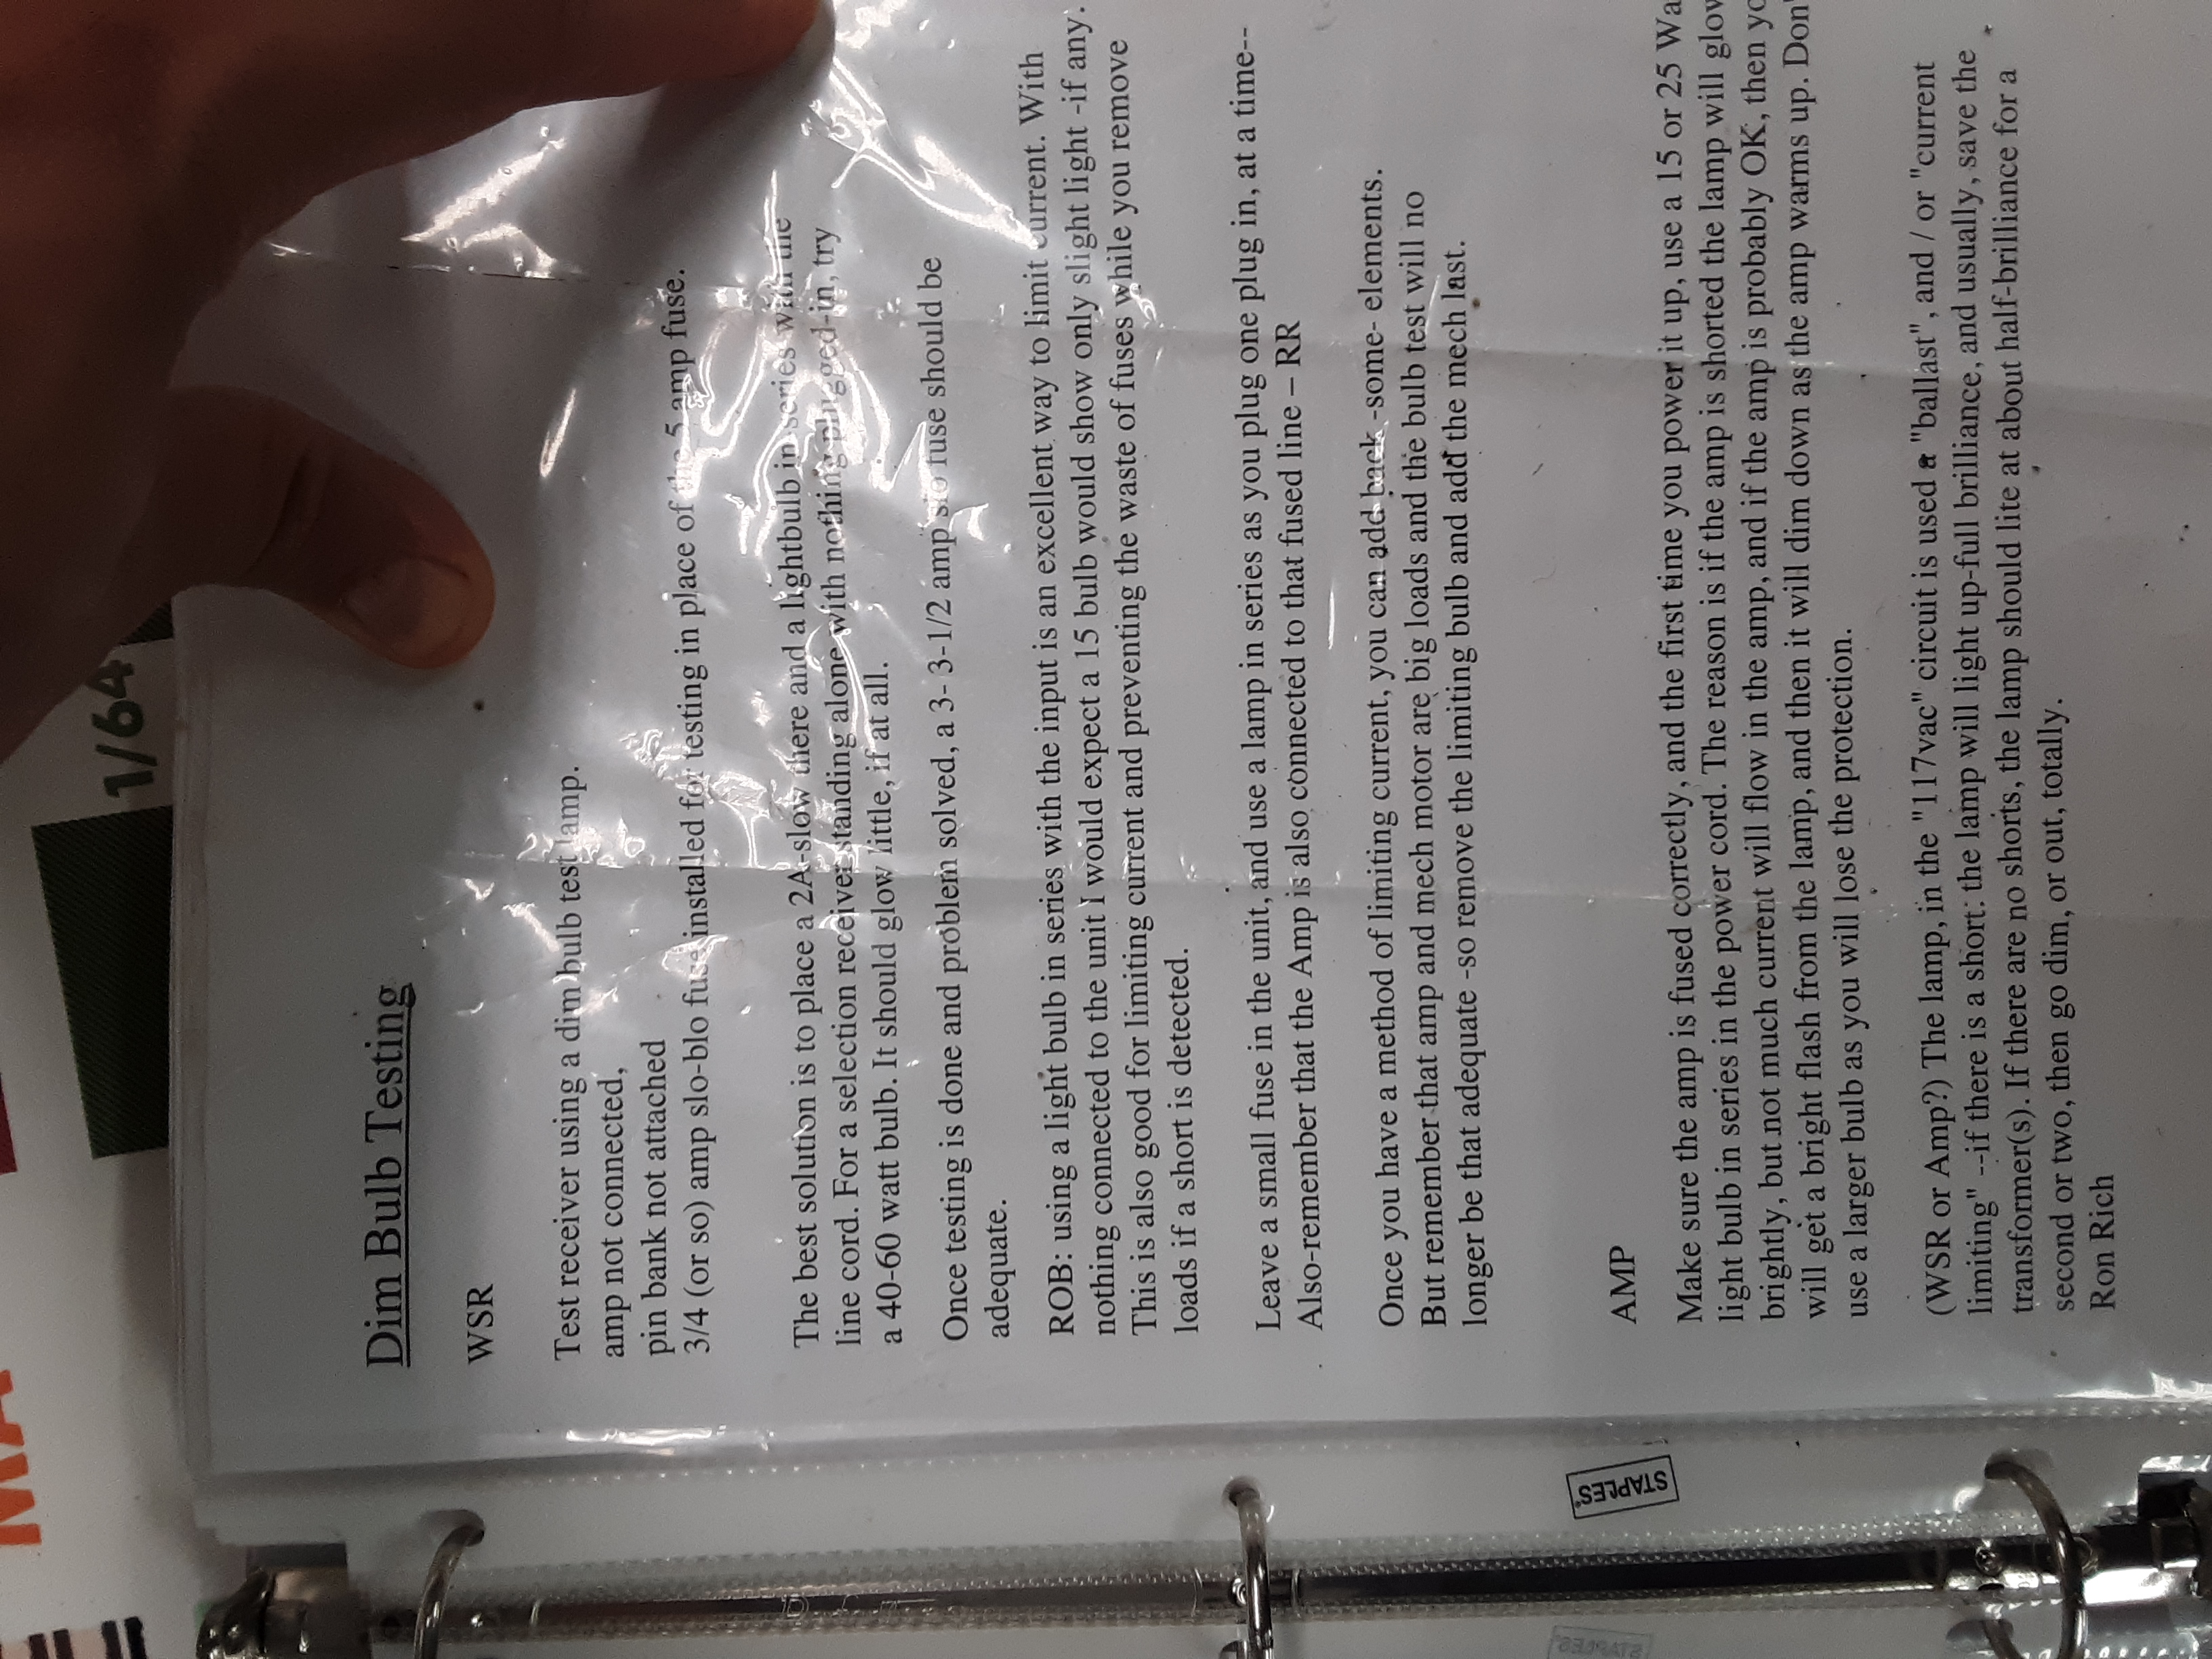 MA
1/64
Dim Bulb Testing
WSR
Test receiver using a dim bulb test lamp.
amp not connected,
pin bank not attached
3/4 (or so) amp slo-blo fuse installed for testing in place of the 5 amp fuse.
The best solution is to place a 2A-slow there and a lightbulb in series with the
line cord. For a selection receiver standing alone with nothing plugged-in, try
a 40-60 watt bulb. It should glow little, if at all.
Once testing is done and problem solved, a 3- 3-1/2 amp slo fuse should be
adequate.
ROB: using a light bulb in series with the input is an excellent way to limit current. With
nothing connected to the unit I would expect a 15 bulb would show only slight light -if any.
This is also good for limiting current and preventing the waste of fuses while you remove
loads if a short is detected.
Leave a small fuse in the unit, and use a lamp in series as you plug one plug in, at a time--
Also-remember that the Amp is also connected to that fused line – RR
Once you have a method of limiting current, you can add back -some- elements.
But remember that amp and mech motor are big loads and the bulb test will no
longer be that adequate -so remove the limiting bulb and add the mech last.
STAPLES
AMP
Make sure the amp is fused correctly, and the first time you power it up, use a 15 or 25 Wa
light bulb in series in the power cord. The reason is if the amp is shorted the lamp will glow
brightly, but not much current will flow in the amp, and if the amp is probably OK, then yo
will get a bright flash from the lamp, and then it will dim down as the amp warms up. Don'
use a larger bulb as you will lose the protection.
(WSR or Amp?) The lamp, in the "117vac" circuit is used a "ballast", and / or "current
limiting" --if there is a short: the lamp will light up-full brilliance, and usually, save the
transformer(s). If there are no shorts, the lamp should lite at about half-brilliance for a
second or two, then go dim, or out, totally.
Ron Rich